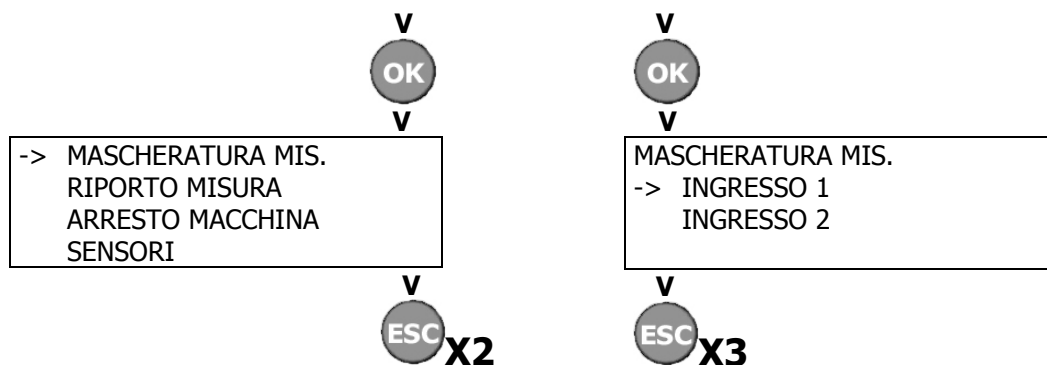 v
OK
v
-> MASCHERATURA MIS.
RIPORTO MISURA
ARRESTO MACCHINA
SENSORI
v
ESC X2
v
OK
v
MASCHERATURA MIS.
-> INGRESSO 1
INGRESSO 2
v
ESC X3